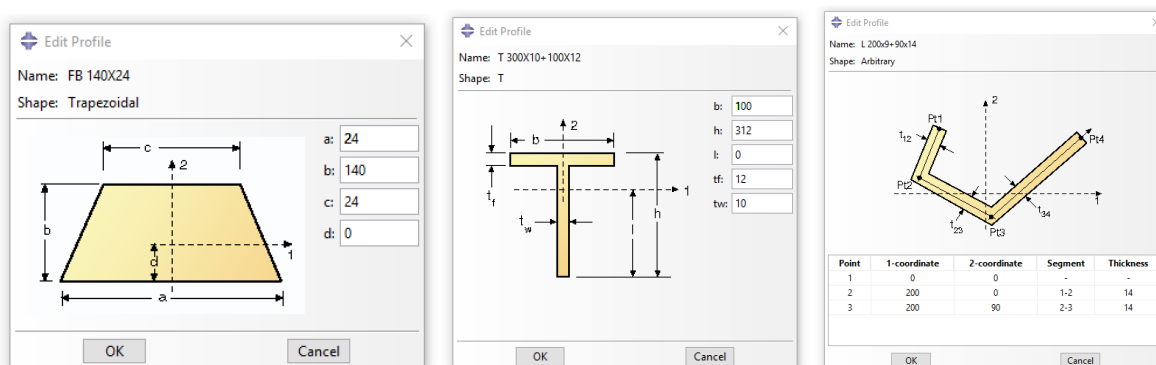 Edit Profile
Name: FB 140X24
Shape: Trapezoidal
c
2
a: 24
b: 140
c: 24
d: 0
b
1
d
a
OK Cancel
Edit Profile
Name: T 300X10+100X12
Shape: T
b
2
tf
1
tw
h
l
b: 100
h: 312
l: 0
tf: 12
tw: 10
OK Cancel
Edit Profile
Name: L 200x9+90x14
Shape: Arbitrary
2
Pt1
t12
Pt4
Pt2
1
t34
t23
Pt3
Point 1-coordinate 2-coordinate Segment Thickness
1 0 0 - -
2 200 0 1-2 14
3 200 90 2-3 14
OK Cancel